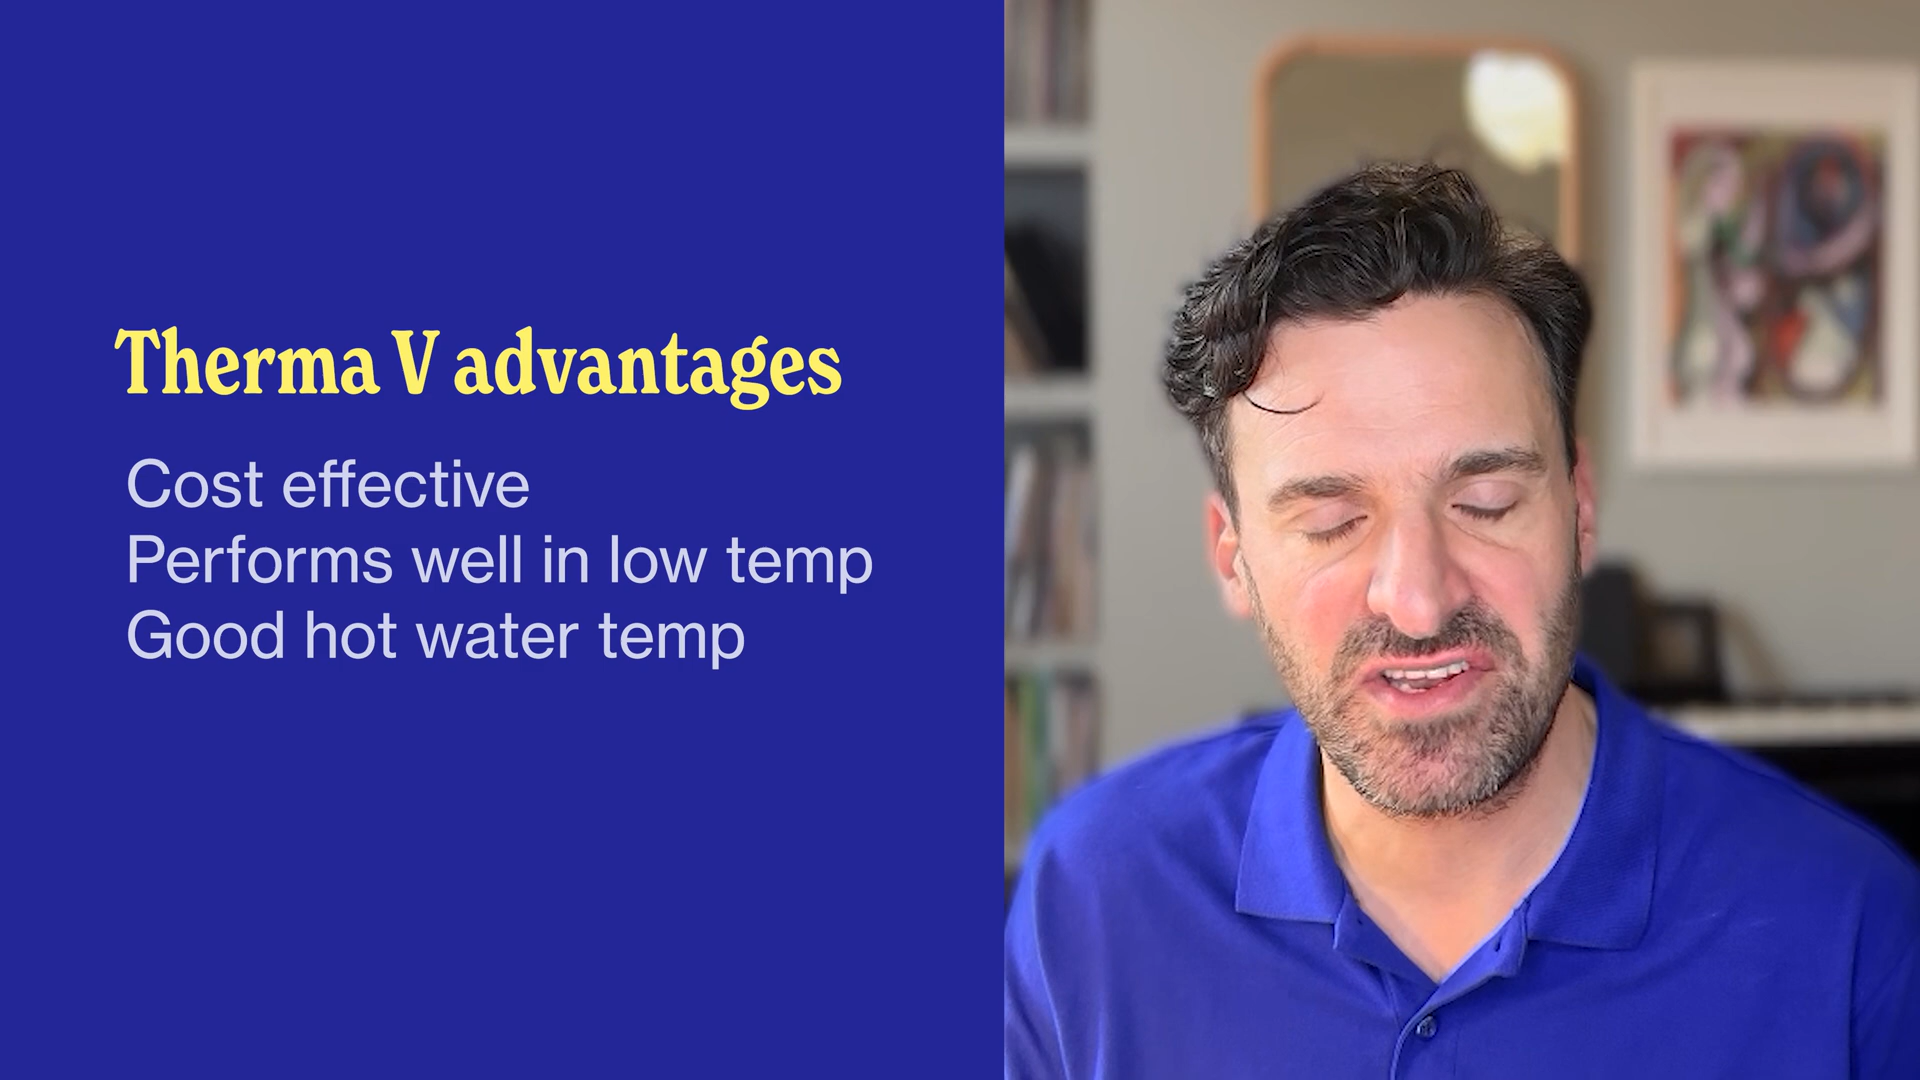 Therma V advantages
Cost effective
Performs well in low temp
Good hot water temp